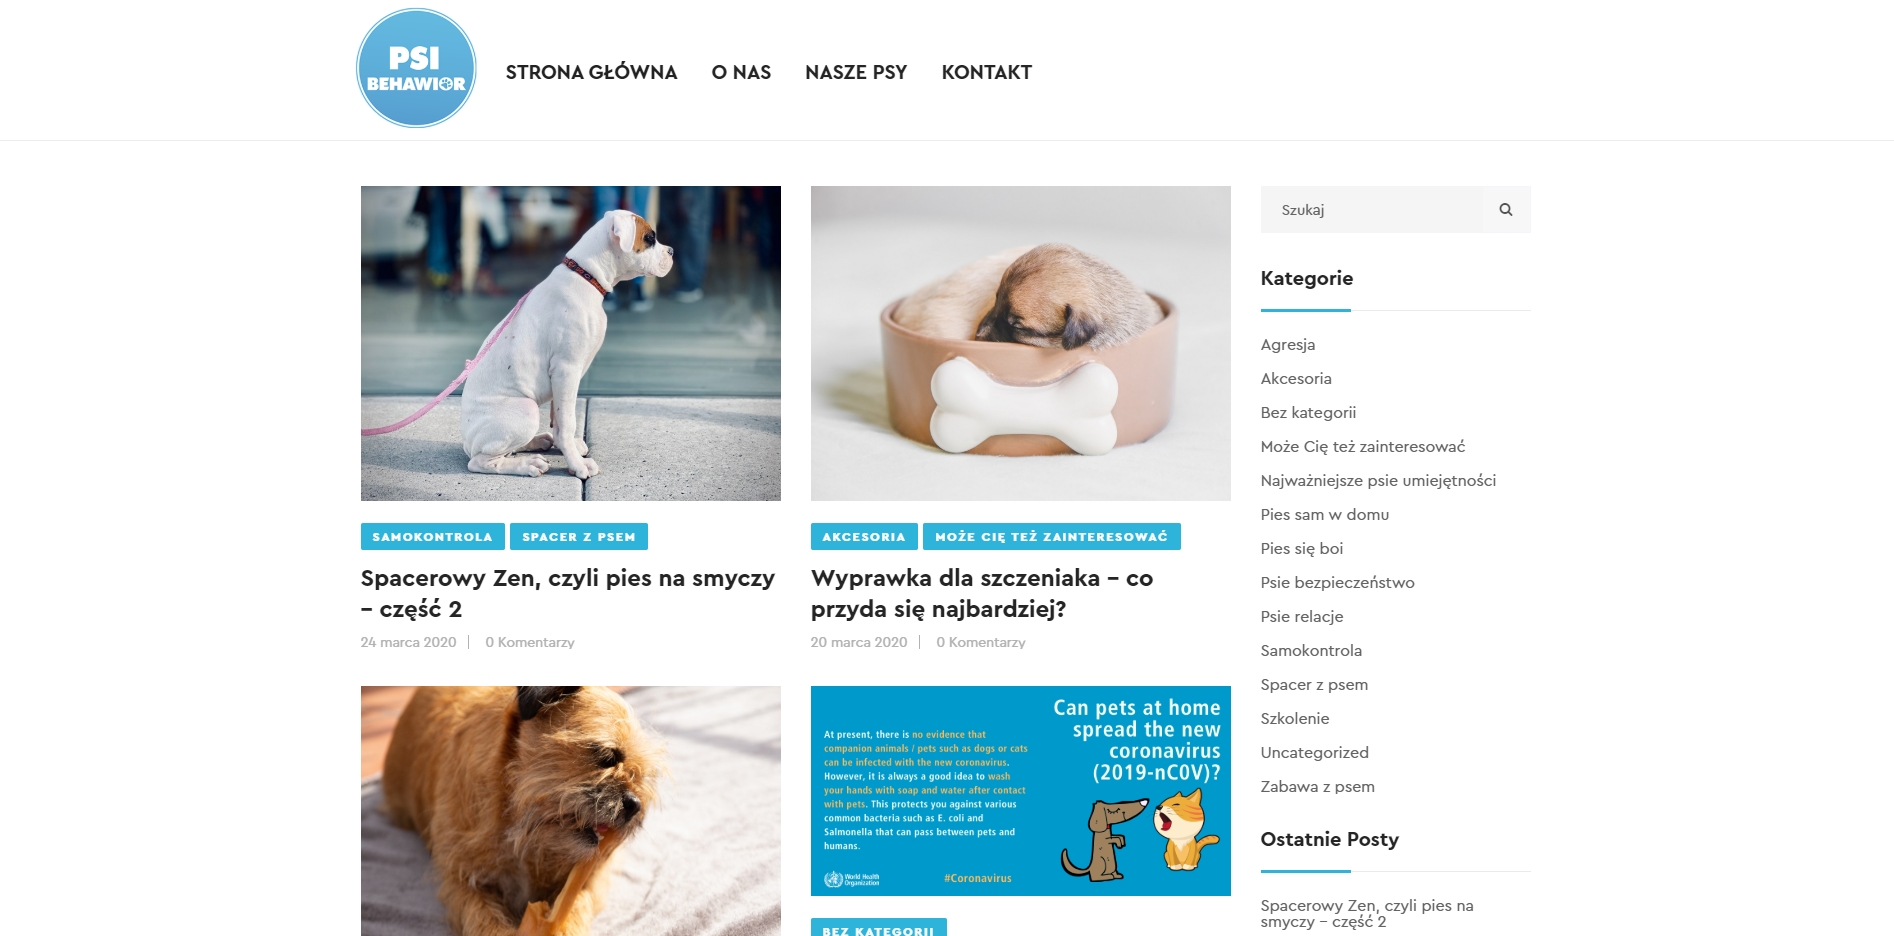 PSI
BEHAWIOR
STRONA GŁÓWNA
O NAS
NASZE PSY
KONTAKT
SAMOKONTROLA
SPACER Z PSEM
Spacerowy Zen, czyli pies na smyczy
– część 2
24 marca 2020
0 Komentarzy
AKCESORIA
MOŻE CIĘ TEŻ ZAINTERESOWAĆ
Wyprawka dla szczeniaka – co
przyda się najbardziej?
20 marca 2020
0 Komentarzy
Can pets at home
spread the new
coronavirus
(2019-nC0V)?
At present, there is no evidence that
companion animals / pets such as dogs or cats
can be infected with the new coronavirus.
However, it is always a good idea to wash
your hands with soap and water after contact
with pets. This protects you against various
common bacteria such as E. coli and
Salmonella that can pass between pets and
humans.
World Health
Organization
#Coronavirus
BEZ KATEGORII
Szukaj
Kategorie
Agresja
Akcesoria
Bez kategorii
Może Cię też zainteresować
Najważniejsze psie umiejętności
Pies sam w domu
Pies się boi
Psie bezpieczeństwo
Psie relacje
Samokontrola
Spacer z psem
Szkolenie
Uncategorized
Zabawa z psem
Ostatnie Posty
Spacerowy Zen, czyli pies na
smyczy – część 2